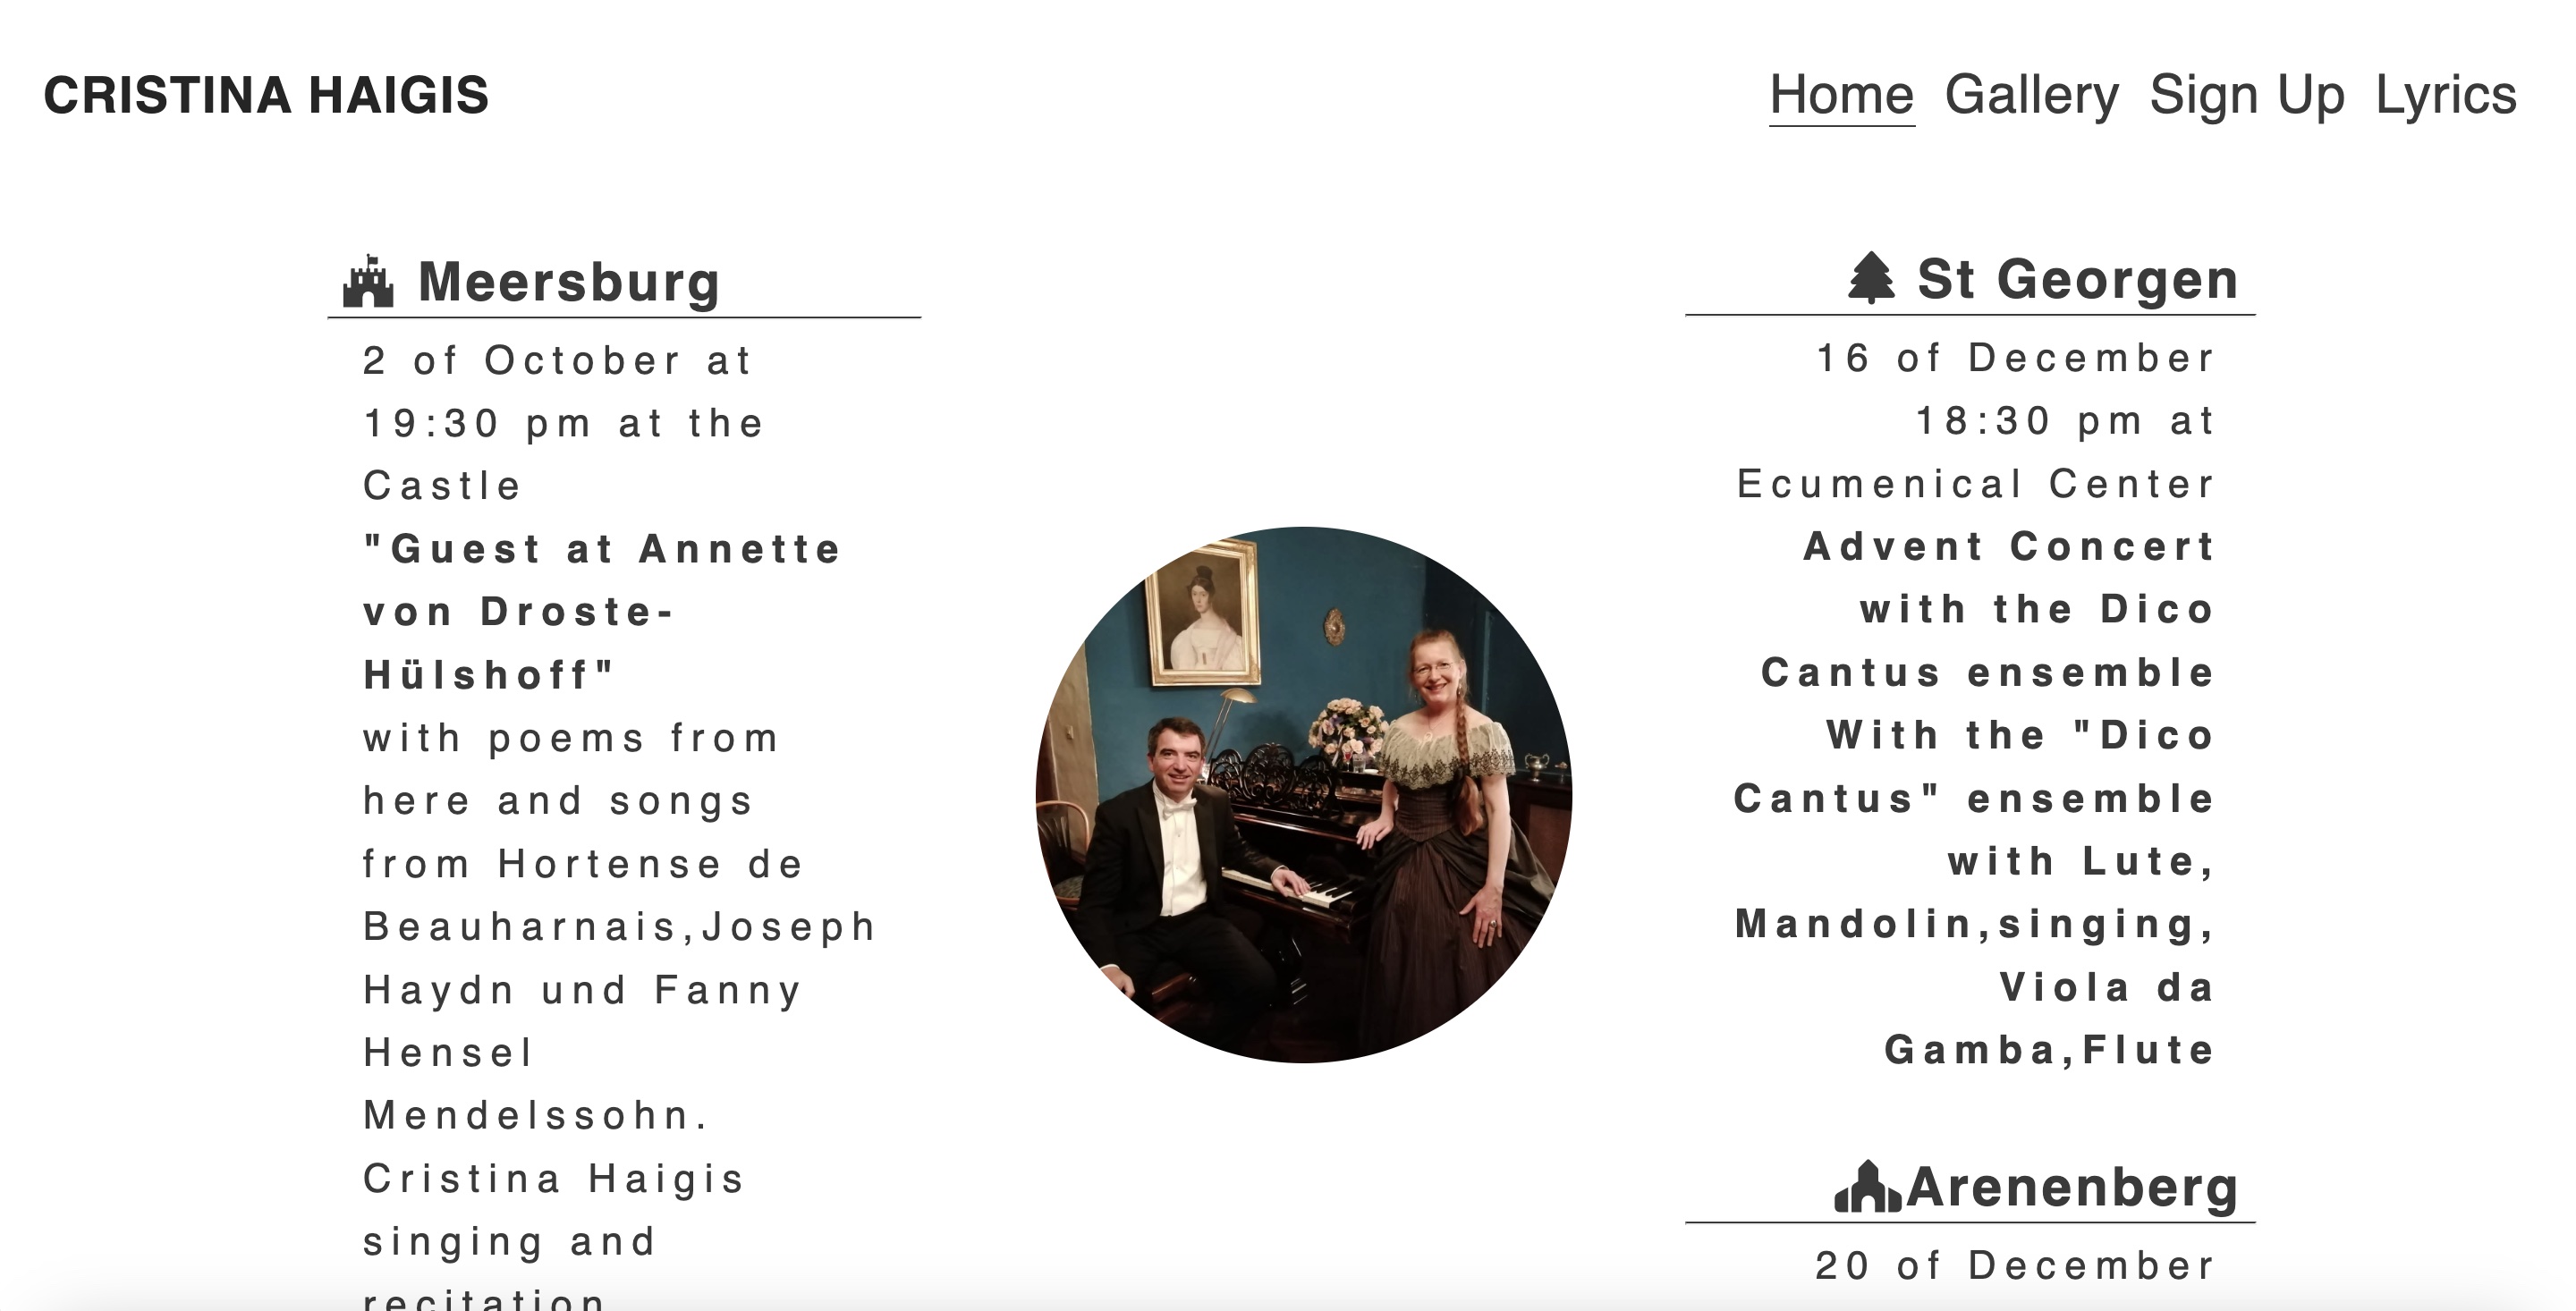 CRISTINA HAIGIS
Home Gallery Sign Up Lyrics
Meersburg
2 of October at
19:30 pm at the
Castle
"Guest at Annette
von Droste-
Hülshoff"
with poems from
here and songs
from Hortense de
Beauharnais,Joseph
Haydn und Fanny
Hensel
Mendelssohn.
Cristina Haigis
singing and
recitation
St Georgen
16 of December
18:30 pm at
Ecumenical Center
Advent Concert
with the Dico
Cantus ensemble
With the "Dico
Cantus" ensemble
with Lute,
Mandolin,singing,
Viola da
Gamba,Flute
Arenenberg
20 of December